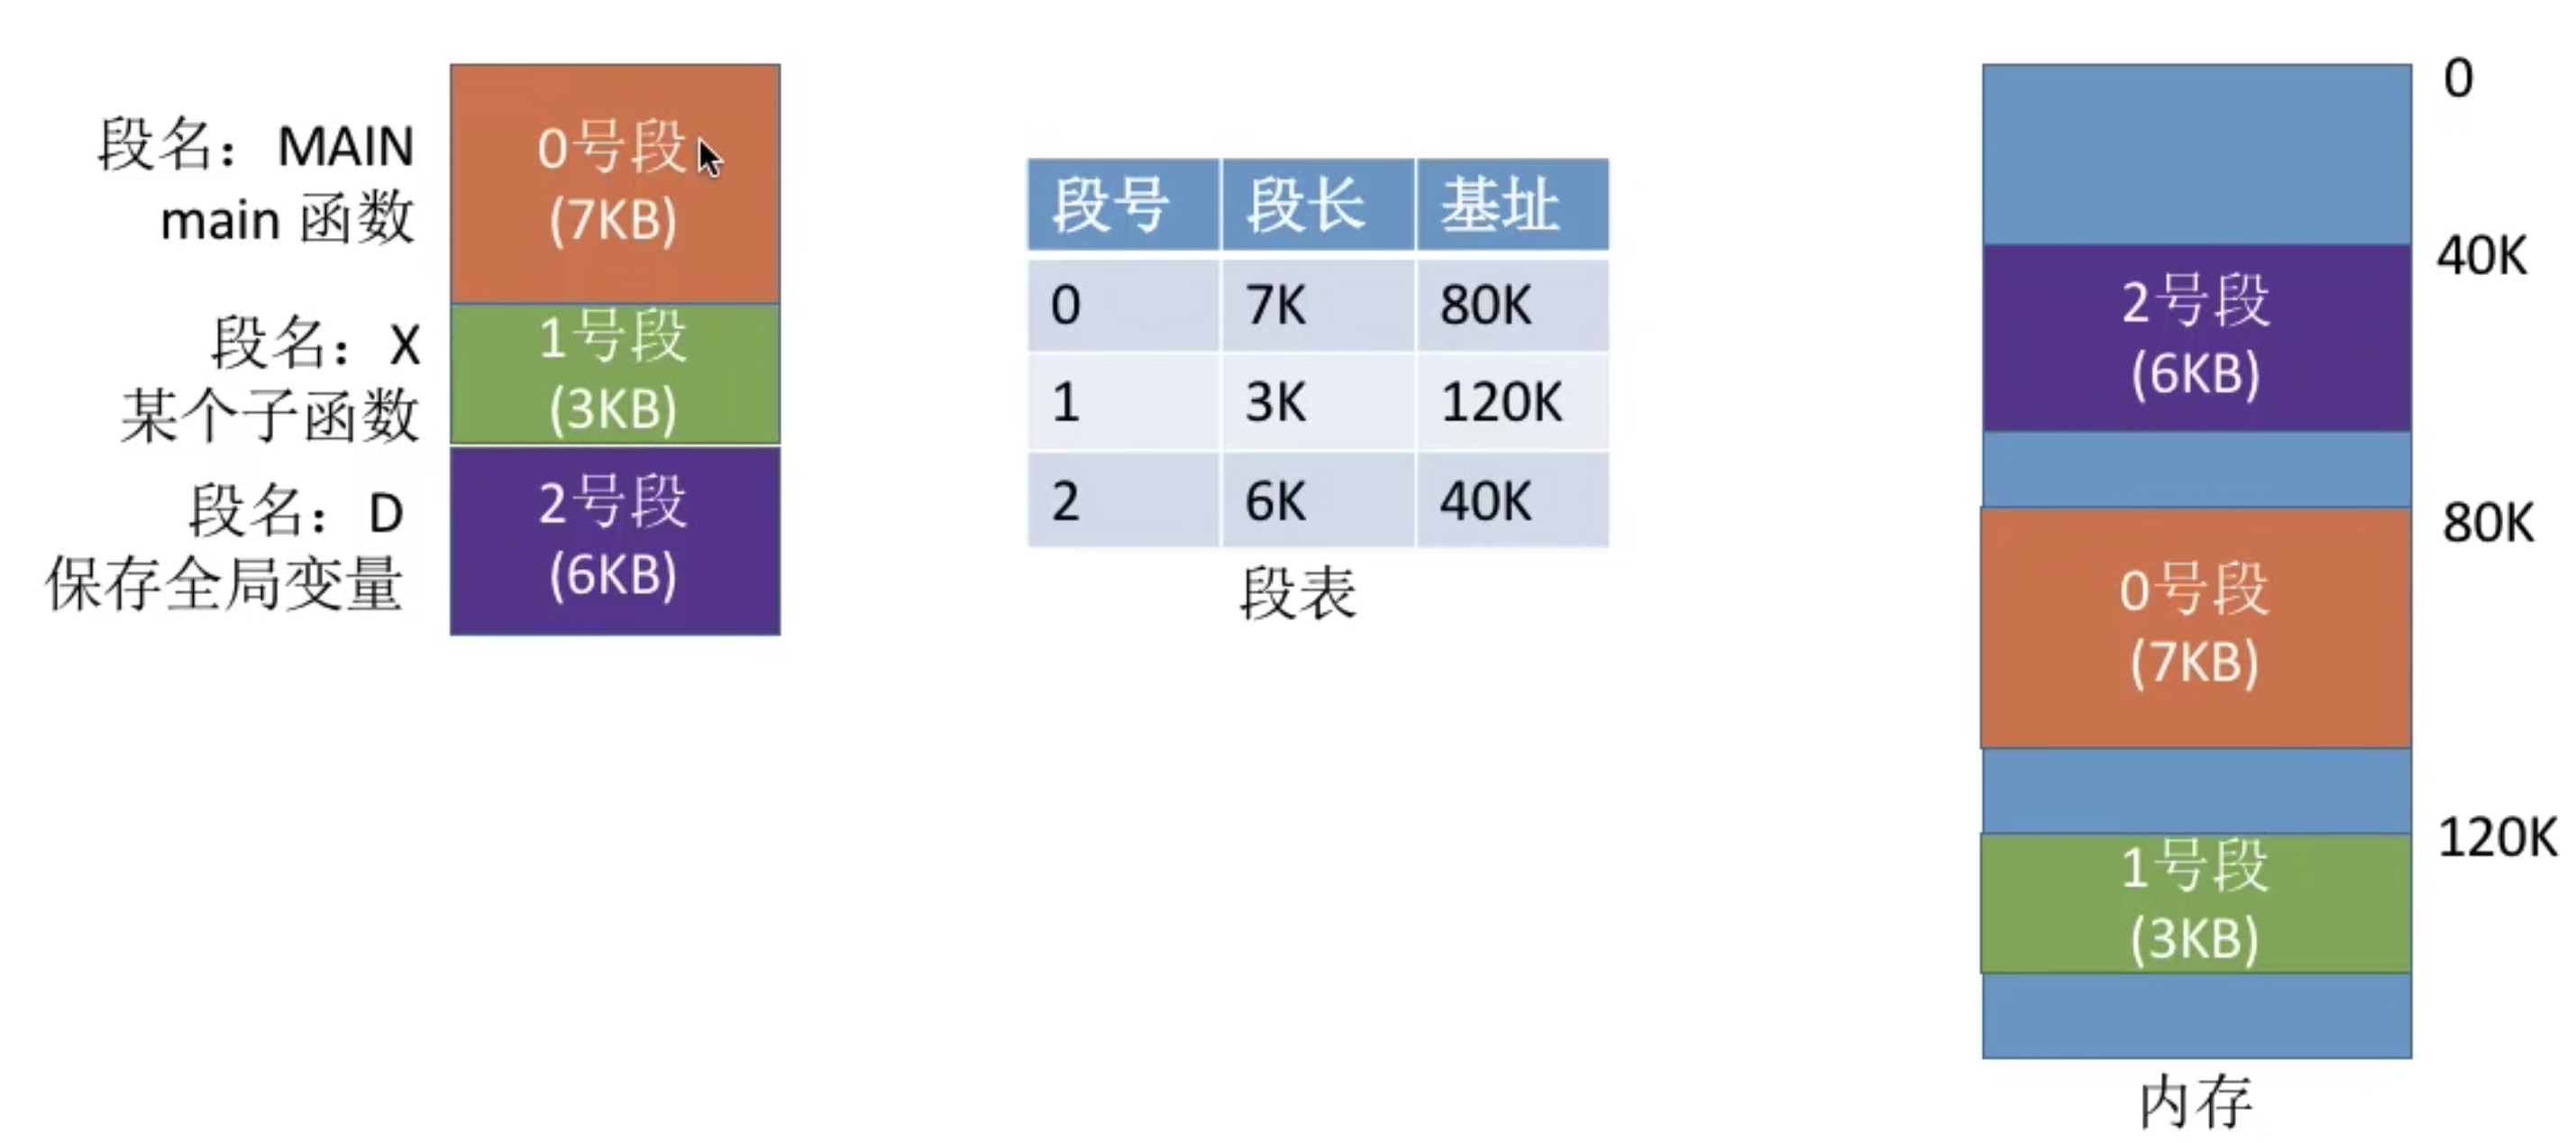 段名：MAIN
main 函数
段名：X
某个子函数
段名：D
保存全局变量
0号段
(7KB)
1号段
(3KB)
2号段
(6KB)
段号 段长 基址
0 7K 80K
1 3K 120K
2 6K 40K
段表
0
40K
2号段
(6KB)
80K
0号段
(7KB)
120K
1号段
(3KB)
内存